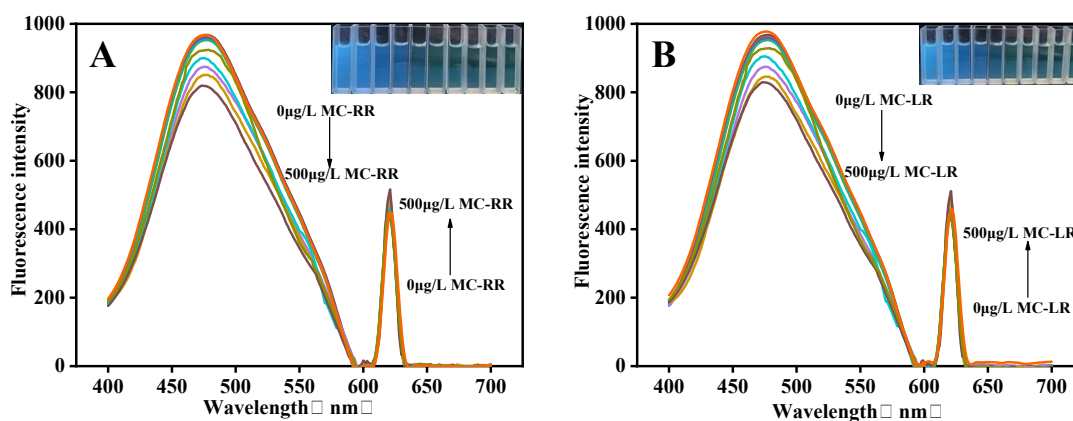 A
Fluorescence intensity
1000
800
600
400
200
0
0μg/L MC-RR
500μg/L MC-RR
500μg/L MC-RR
0μg/L MC-RR
400 450 500 550 600 650 700
Wavelength□ nm□
B
Fluorescence intensity
1000
800
600
400
200
0
0μg/L MC-LR
500μg/L MC-LR
500μg/L MC-LR
0μg/L MC-LR
400 450 500 550 600 650 700
Wavelength□ nm□